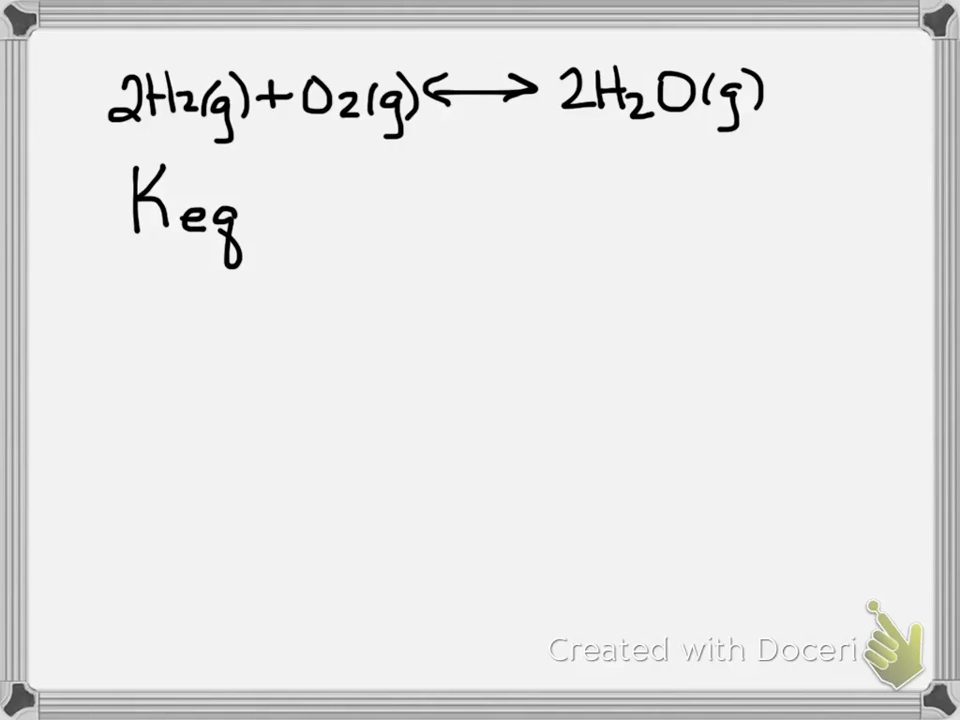 2H₂(g)+O₂(g)⟷2H₂O(g)
Keq
Created with Doceri